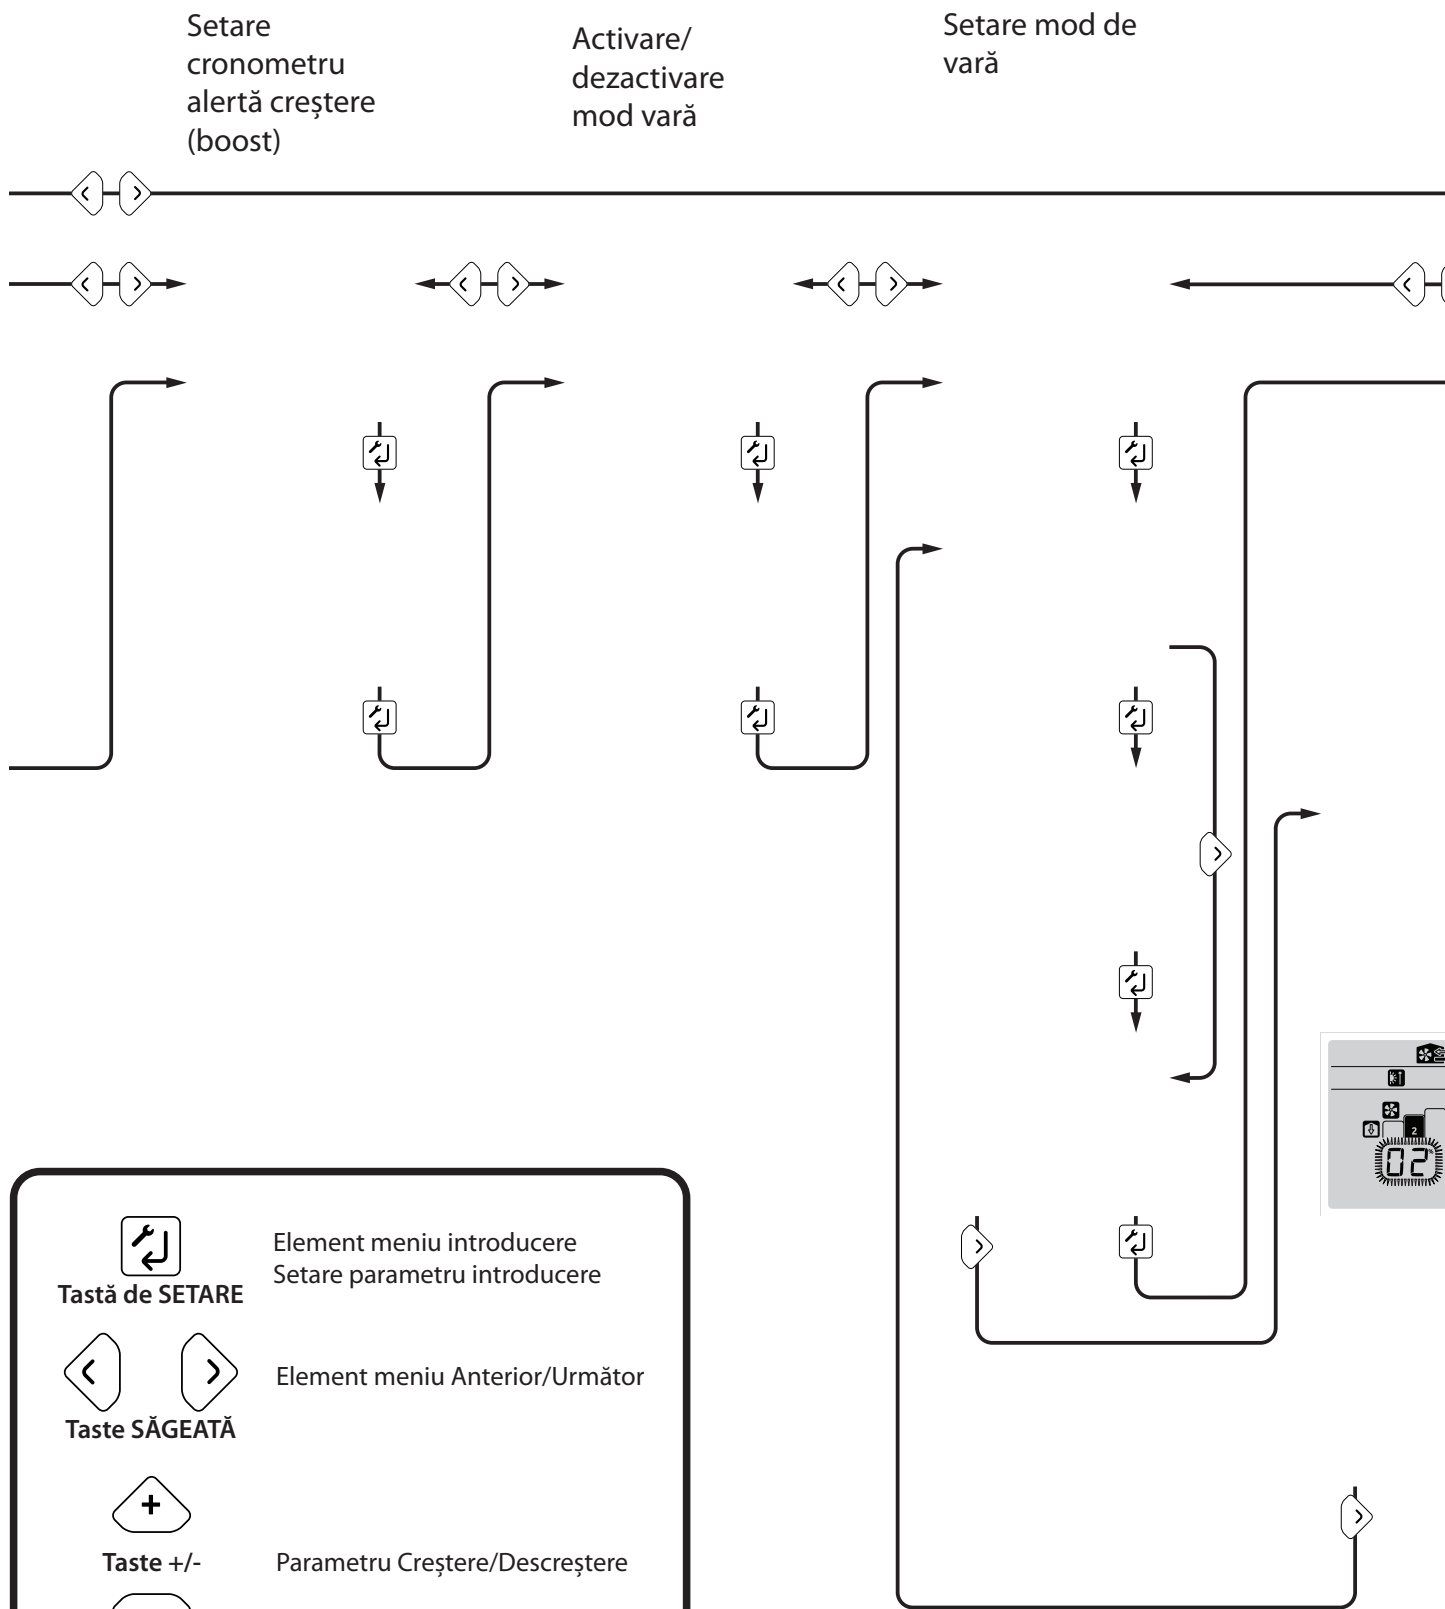 Setare
cronometru
alertă creștere
(boost)
Activare/
dezactivare
mod vară
Setare mod de
vară
2
02
%
Element meniu introducere
Setare parametru introducere
Tastă de SETARE
Element meniu Anterior/Următor
Taste SĂGEATĂ
+
Taste +/-
Parametru Creștere/Descreștere